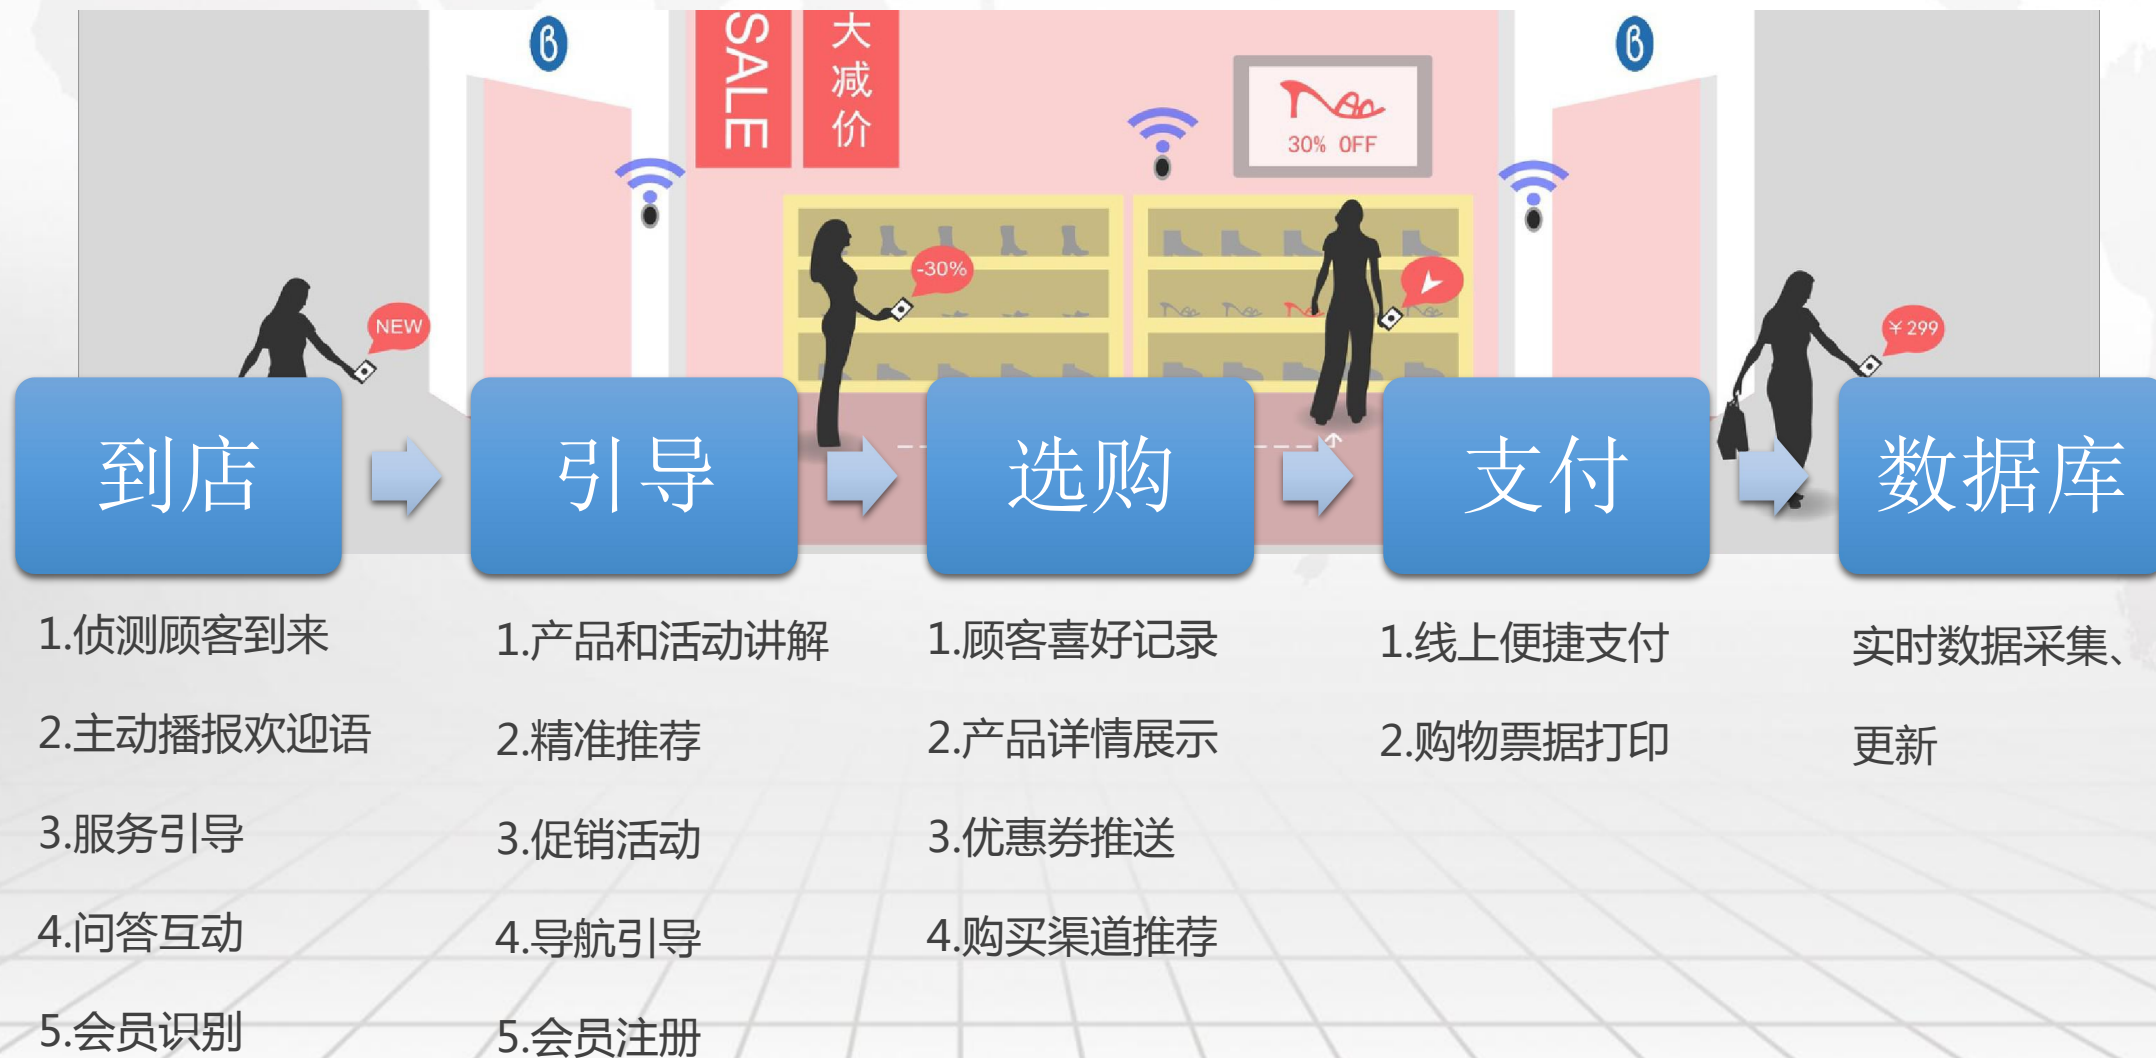 β
SALE
大减价
30% OFF
β
NEW
-30%
¥299
到店
引导
选购
支付
数据库
1.侦测顾客到来
2.主动播报欢迎语
3.服务引导
4.问答互动
5.会员识别
1.产品和活动讲解
2.精准推荐
3.促销活动
4.导航引导
5.会员注册
1.顾客喜好记录
2.产品详情展示
3.优惠券推送
4.购买渠道推荐
1.线上便捷支付
2.购物票据打印
实时数据采集、
更新